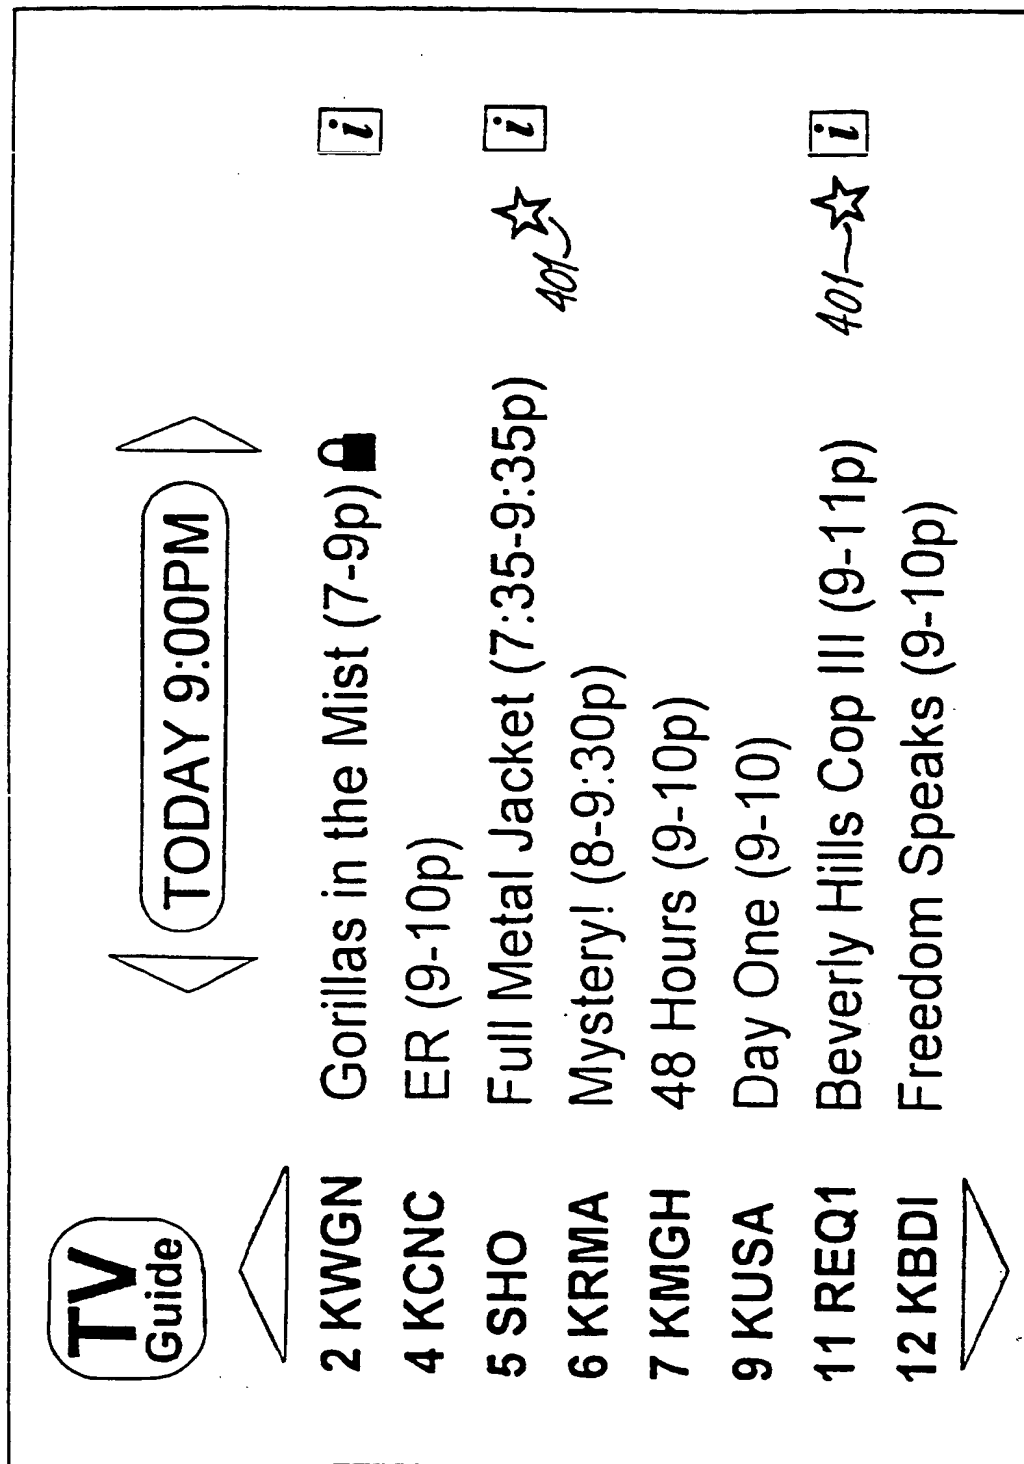 TV
Guide
TODAY 9:00PM
2 KWGN Gorillas in the Mist (7-9p) i
4 KCNC ER (9-10p)
5 SHO Full Metal Jacket (7:35-9:35p) i
401
6 KRMA Mystery! (8-9:30p)
7 KMGH 48 Hours (9-10p)
9 KUSA Day One (9-10)
11 REQ1 Beverly Hills Cop III (9-11p) 401 i
12 KBDI Freedom Speaks (9-10p)